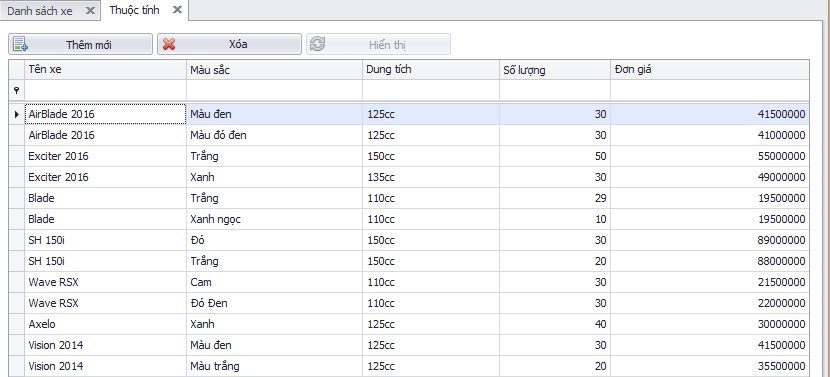 Danh sách xe Thuộc tính
Thêm mới Xóa Hiển thị
Tên xe Màu sắc Dung tích Số lượng Đơn giá
AirBlade 2016 Màu đen 125cc 30 41500000
AirBlade 2016 Màu đỏ đen 125cc 30 41000000
Exciter 2016 Trắng 150cc 50 55000000
Exciter 2016 Xanh 135cc 30 49000000
Blade Trắng 110cc 29 19500000
Blade Xanh ngọc 110cc 10 19500000
SH 150i Đỏ 150cc 30 89000000
SH 150i Trắng 150cc 20 88000000
Wave RSX Cam 110cc 30 21500000
Wave RSX Đỏ Đen 110cc 30 22000000
Axelo Xanh 125cc 40 30000000
Vision 2014 Màu đen 125cc 30 41500000
Vision 2014 Màu trắng 125cc 20 35500000